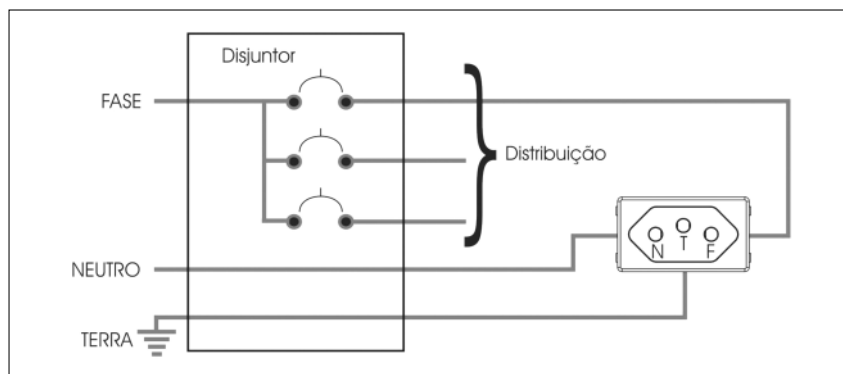 Disjuntor
FASE
Distribuição
N T F
NEUTRO
TERRA